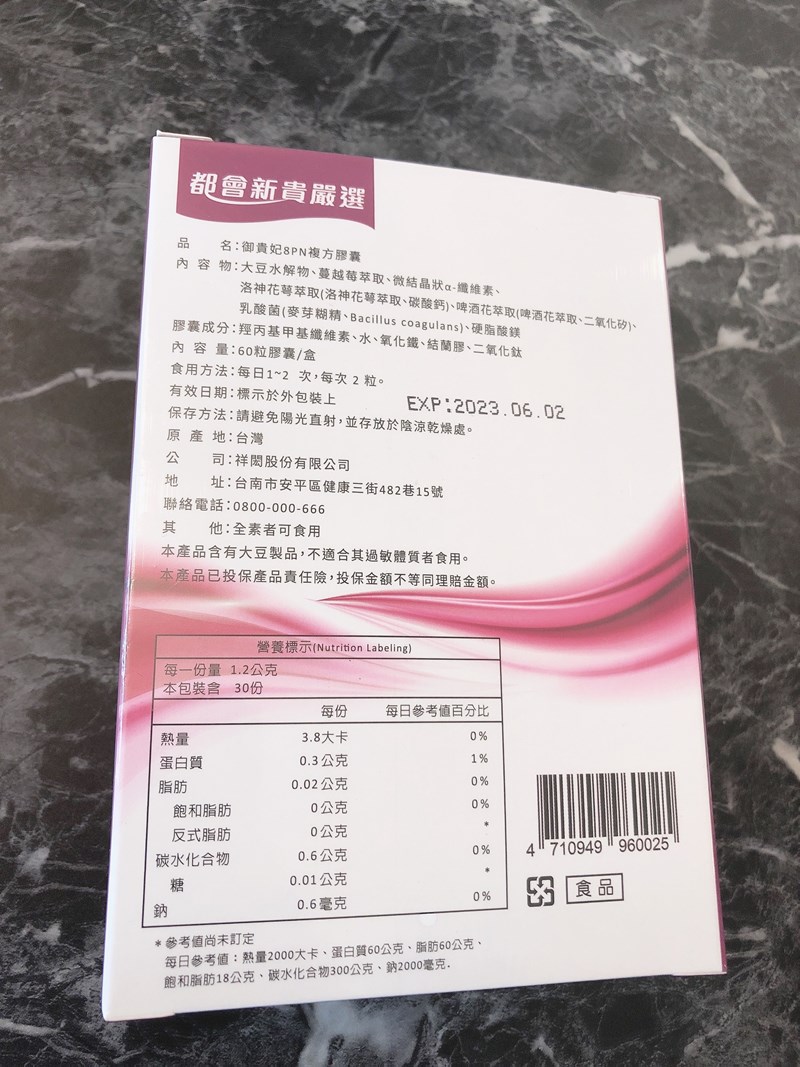 都會新貴嚴選
品 名:御貴妃8PN複方膠囊
內 容 物:大豆水解物、蔓越莓萃取、微結晶狀α-纖維素、
洛神花萼萃取(洛神花萼萃取、碳酸鈣)、啤酒花萃取(啤酒花萃取、二氧化矽)、
乳酸菌(麥芽糊精、Bacillus coagulans)、硬脂酸鎂
膠囊成分:羥丙基甲基纖維素、水、氧化鐵、結蘭膠、二氧化鈦
內 容 量:60粒膠囊/盒
食用方法:每日1~2 次,每次 2 粒。
有效日期:標示於外包裝上 EXP:2023.06.02
保存方法:請避免陽光直射,並存放於陰涼乾燥處。
原 產 地:台灣
公 司:祥閎股份有限公司
地 址:台南市安平區健康三街482巷15號
聯絡電話:0800-000-666
其 他:全素者可食用
本產品含有大豆製品,不適合其過敏體質者食用。
本產品已投保產品責任險,投保金額不等同理賠金額。
營養標示(Nutrition Labeling)
每一份量 1.2公克
本包裝含 30份
每份 每日參考值百分比
熱量 3.8大卡 0%
蛋白質 0.3公克 1%
脂肪 0.02公克 0%
飽和脂肪 0公克 0%
反式脂肪 0公克 *
碳水化合物 0.6公克 0%
糖 0.01公克 *
鈉 0.6毫克 0%
*參考值尚未訂定
每日參考值:熱量2000大卡、蛋白質60公克、脂肪60公克、
飽和脂肪18公克、碳水化合物300公克、鈉2000毫克.
4 710949 960025
食品